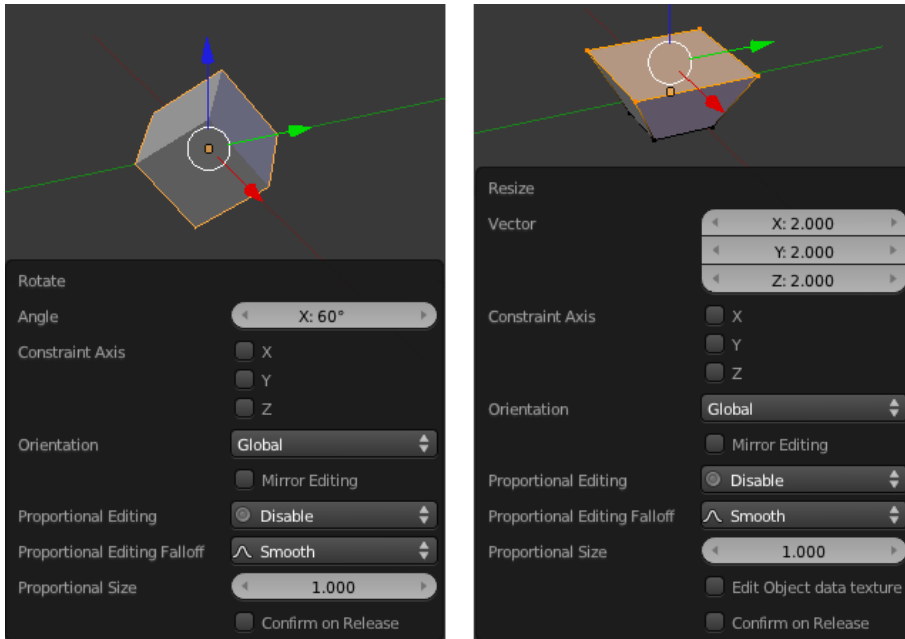 Rotate
Angle X: 60°
Constraint Axis X
Y
Z
Orientation Global
Mirror Editing
Proportional Editing Disable
Proportional Editing Falloff Smooth
Proportional Size 1.000
Confirm on Release
Resize
Vector X: 2.000
Y: 2.000
Z: 2.000
Constraint Axis X
Y
Z
Orientation Global
Mirror Editing
Proportional Editing Disable
Proportional Editing Falloff Smooth
Proportional Size 1.000
Edit Object data texture
Confirm on Release